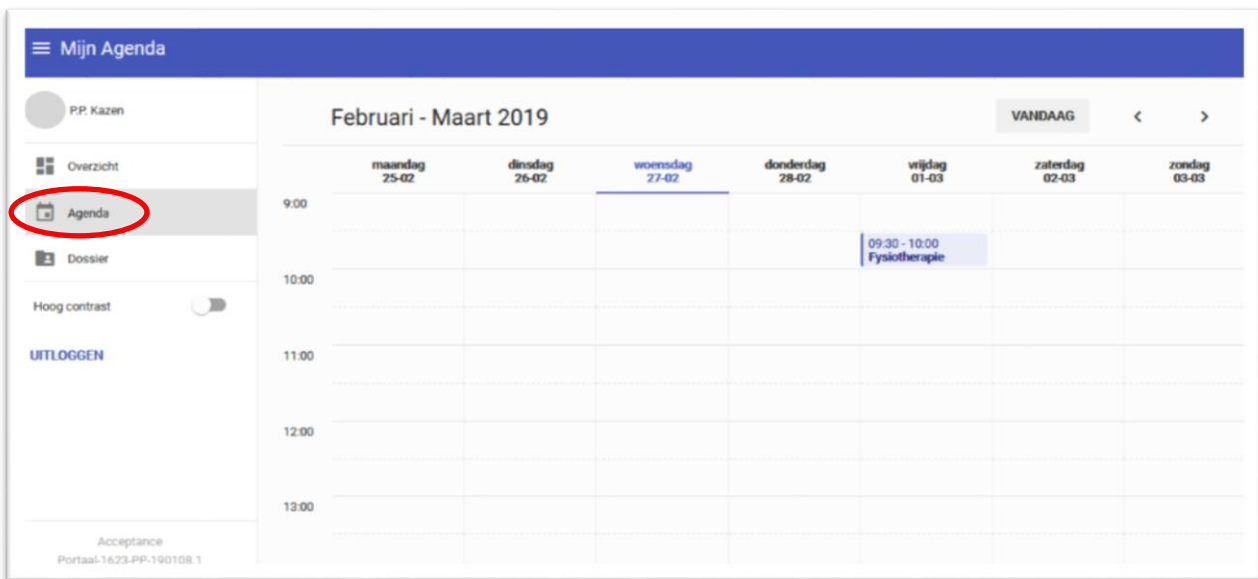 Mijn Agenda
P.P. Kazen
Overzicht
Agenda
Dossier
Hoog contrast
UITLOGGEN
Acceptance
Portaal-1623-PP-190108.1
Februari - Maart 2019
VANDAAG
maandag dinsdag woensdag donderdag vrijdag zaterdag zondag
25-02 26-02 27-02 28-02 01-03 02-03 03-03
9:00
09:30 - 10:00
Fysiotherapie
10:00
11:00
12:00
13:00